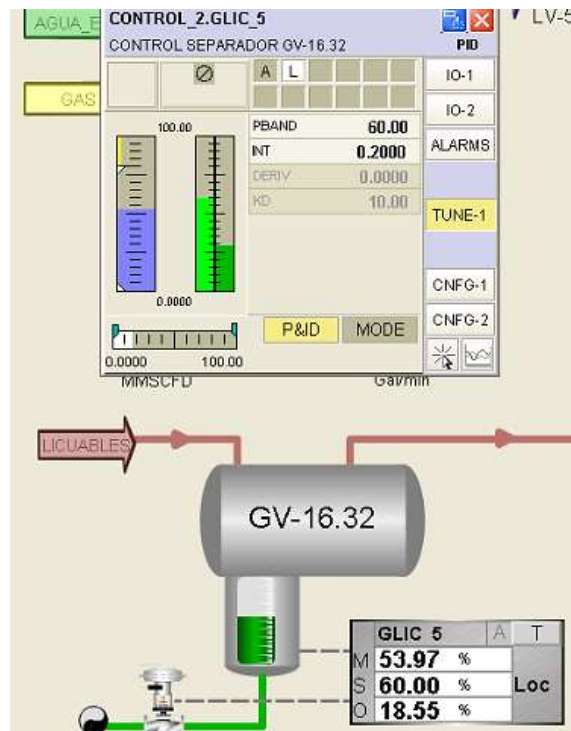 AGUA_E
CONTROL_2.GLIC_5
LV-5
CONTROL SEPARADOR GV-16.32
PID
A L
IO-1
GAS
IO-2
100.00
PBAND 60.00
INT 0.2000
ALARMS
DERIV 0.0000
KD 10.00
TUNE-1
CNFG-1
0.0000
P&ID MODE
CNFG-2
0.0000 100.00
MMSCFD Gal/min
LICUABLES
GV-16.32
GLIC 5 A T
M 53.97 %
S 60.00 % Loc
O 18.55 %